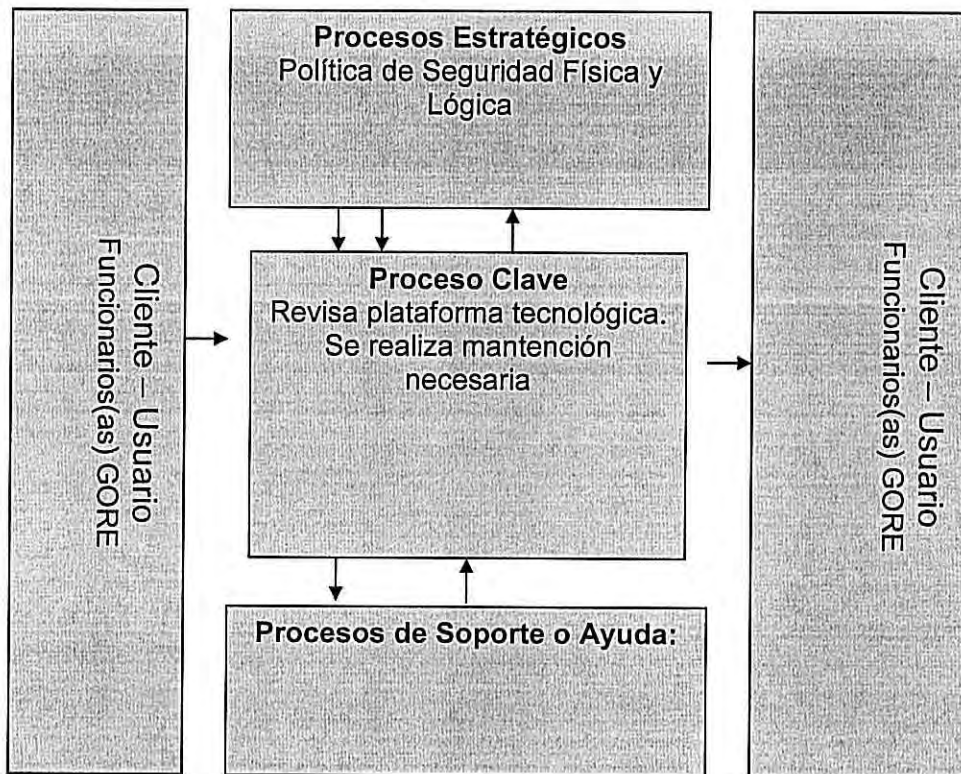 Cliente – Usuario
Funcionarios(as) GORE
Procesos Estratégicos
Política de Seguridad Física y
Lógica
Proceso Clave
Revisa plataforma tecnológica.
Se realiza mantención
necesaria
Procesos de Soporte o Ayuda:
Cliente – Usuario
Funcionarios(as) GORE